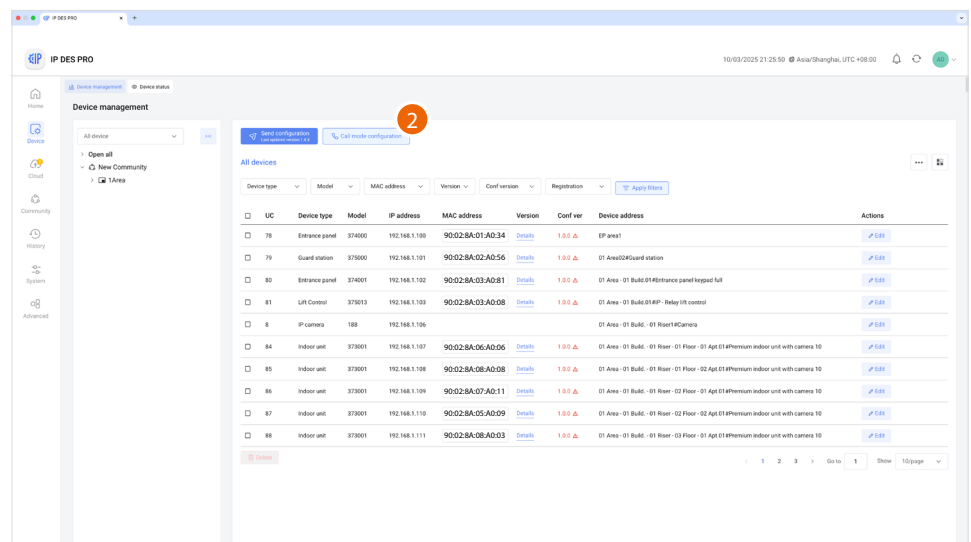 IP DES PRO
IP DES PRO
10/03/2025 21:25:50 Asia/Shanghai, UTC +08:00
AD
Device management
Device status
Device management
Home
Device
Cloud
Community
History
System
Advanced
All device
Open all
New Community
1Area
Send configuration
Last updated version 1.0.0
Call mode configuration
2
All devices
Device type Model MAC address Version Conf version Registration Apply filters
UC Device type Model IP address MAC address Version Conf ver Device address Actions
78 Entrance panel 374000 192.168.1.100 90:02:8A:01:A0:34 Details 1.0.0 EP area1 Edit
79 Guard station 375000 192.168.1.101 90:02:8A:02:A0:56 Details 1.0.0 01 Area02#Guard station Edit
80 Entrance panel 374001 192.168.1.102 90:02:8A:03:A0:81 Details 1.0.0 01 Area - 01 Build.01#Entrance panel keypad full Edit
81 Lift Control 375013 192.168.1.103 90:02:8A:03:A0:08 Details 1.0.0 01 Area - 01 Build.01#IP - Relay lift control Edit
8 IP camera 188 192.168.1.106 01 Area - 01 Build. - 01 Riser1#Camera Edit
84 Indoor unit 373001 192.168.1.107 90:02:8A:06:A0:06 Details 1.0.0 01 Area - 01 Build. - 01 Riser - 01 Floor - 01 Apt.01#Premium indoor unit with camera 10 Edit
85 Indoor unit 373001 192.168.1.108 90:02:8A:08:A0:08 Details 1.0.0 01 Area - 01 Build. - 01 Riser - 01 Floor - 02 Apt.01#Premium indoor unit with camera 10 Edit
86 Indoor unit 373001 192.168.1.109 90:02:8A:07:A0:11 Details 1.0.0 01 Area - 01 Build. - 01 Riser - 02 Floor - 01 Apt.01#Premium indoor unit with camera 10 Edit
87 Indoor unit 373001 192.168.1.110 90:02:8A:05:A0:09 Details 1.0.0 01 Area - 01 Build. - 01 Riser - 02 Floor - 02 Apt.01#Premium indoor unit with camera 10 Edit
88 Indoor unit 373001 192.168.1.111 90:02:8A:08:A0:03 Details 1.0.0 01 Area - 01 Build. - 01 Riser - 03 Floor - 01 Apt.01#Premium indoor unit with camera 10 Edit
Delete
1 2 3 Go to 1 Show 10/page